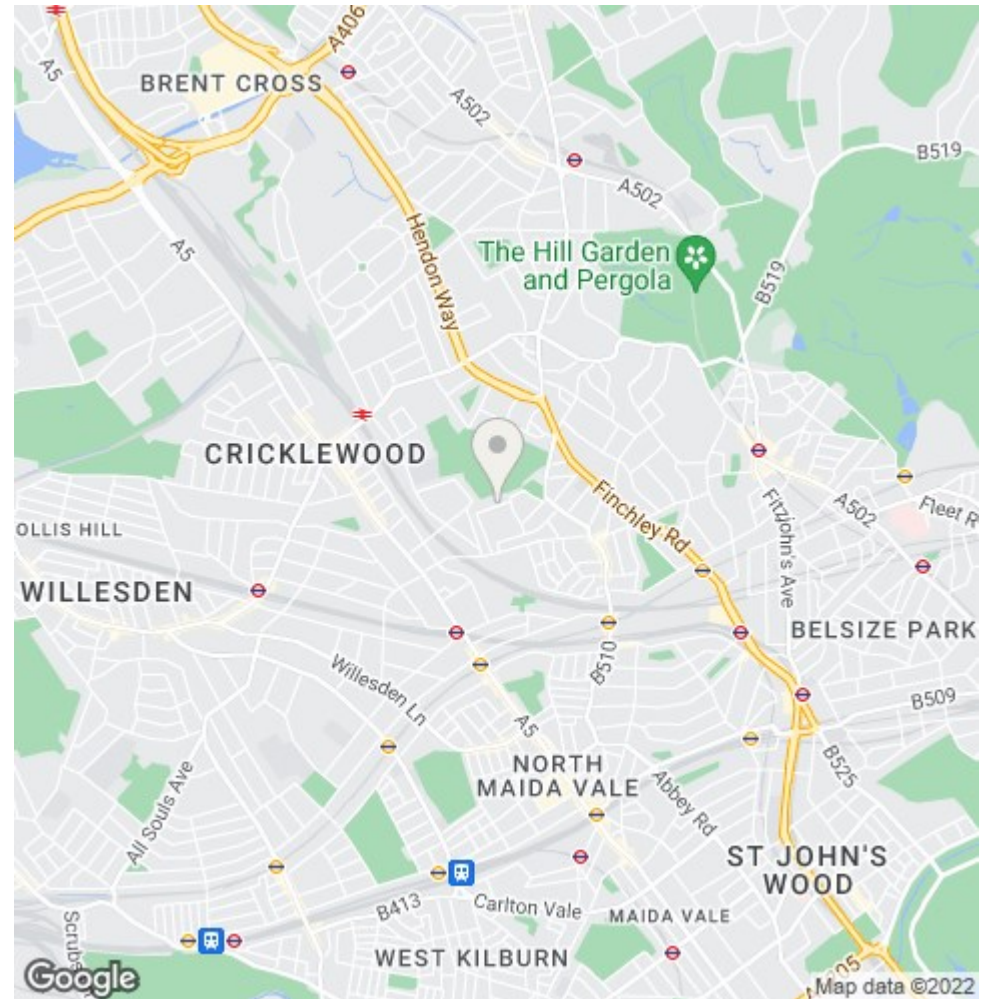 A406
BRENT CROSS
A5
A502
B519
A502
A5
Hendon Way
The Hill Garden
and Pergola
B519
CRICKLEWOOD
Finchley Rd
Fitzjohn's Ave
A502
Fleet R
OLLIS HILL
WILLESDEN
BELSIZE PARK
B510
Willesden Ln
B509
A5
B525
NORTH
MAIDA VALE
Abbey Rd
All Souls Ave
ST JOHN'S
WOOD
B413
Carlton Vale
MAIDA VALE
Scrubs
WEST KILBURN
Google
Map data ©2022